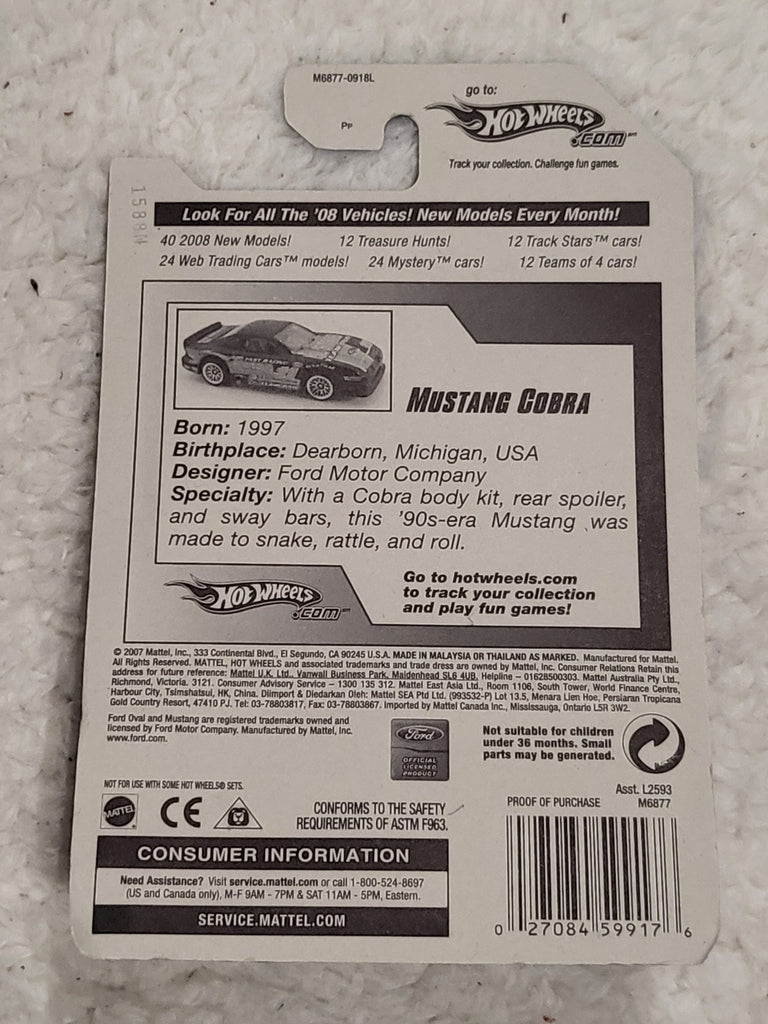 M6877-0918L
Pp
go to:
HOT WHEELS
.COM™
Track your collection. Challenge fun games.
Look For All The '08 Vehicles! New Models Every Month!
40 2008 New Models! 12 Treasure Hunts! 12 Track Stars™ cars!
24 Web Trading Cars™ models! 24 Mystery™ cars! 12 Teams of 4 cars!
MUSTANG COBRA
Born: 1997
Birthplace: Dearborn, Michigan, USA
Designer: Ford Motor Company
Specialty: With a Cobra body kit, rear spoiler,
and sway bars, this '90s-era Mustang was
made to snake, rattle, and roll.
HOT WHEELS
.COM™
Go to hotwheels.com
to track your collection
and play fun games!
© 2007 Mattel, Inc., 333 Continental Blvd., El Segundo, CA 90245 U.S.A. MADE IN MALAYSIA OR THAILAND AS MARKED. Manufactured for Mattel.
All Rights Reserved. MATTEL, HOT WHEELS and associated trademarks and trade dress are owned by Mattel, Inc. Consumer Relations Retain this
address for future reference: Mattel U.K. Ltd., Vanwall Business Park, Maidenhead SL6 4UB. Helpline – 01628500303. Mattel Australia Pty Ltd.,
Richmond, Victoria. 3121. Consumer Advisory Service – 1300 135 312. Mattel East Asia Ltd., Room 1106, South Tower, World Finance Centre,
Harbour City, Tsimshatsui, HK, China. Diimport & Diedarkan Oleh: Mattel SEA Ptd Ltd. (993532-P) Lot 13.5, Menara Lien Hoe, Persiaran Tropicana
Gold Country Resort, 47410 PJ. Tel: 03-78803817, Fax: 03-78803867. Imported by Mattel Canada Inc., Mississauga, Ontario L5R 3W2.
Ford Oval and Mustang are registered trademarks owned and
licensed by Ford Motor Company. Manufactured by Mattel, Inc.
www.ford.com.
Ford
OFFICIAL
LICENSED
PRODUCT
Not suitable for children
under 36 months. Small
parts may be generated.
NOT FOR USE WITH SOME HOT WHEELS® SETS.
MATTEL
CE
CONFORMS TO THE SAFETY
REQUIREMENTS OF ASTM F963.
Asst. L2593
PROOF OF PURCHASE M6877
CONSUMER INFORMATION
Need Assistance? Visit service.mattel.com or call 1-800-524-8697
(US and Canada only), M-F 9AM - 7PM & SAT 11AM - 5PM, Eastern.
SERVICE.MATTEL.COM
0 27084 59917 6